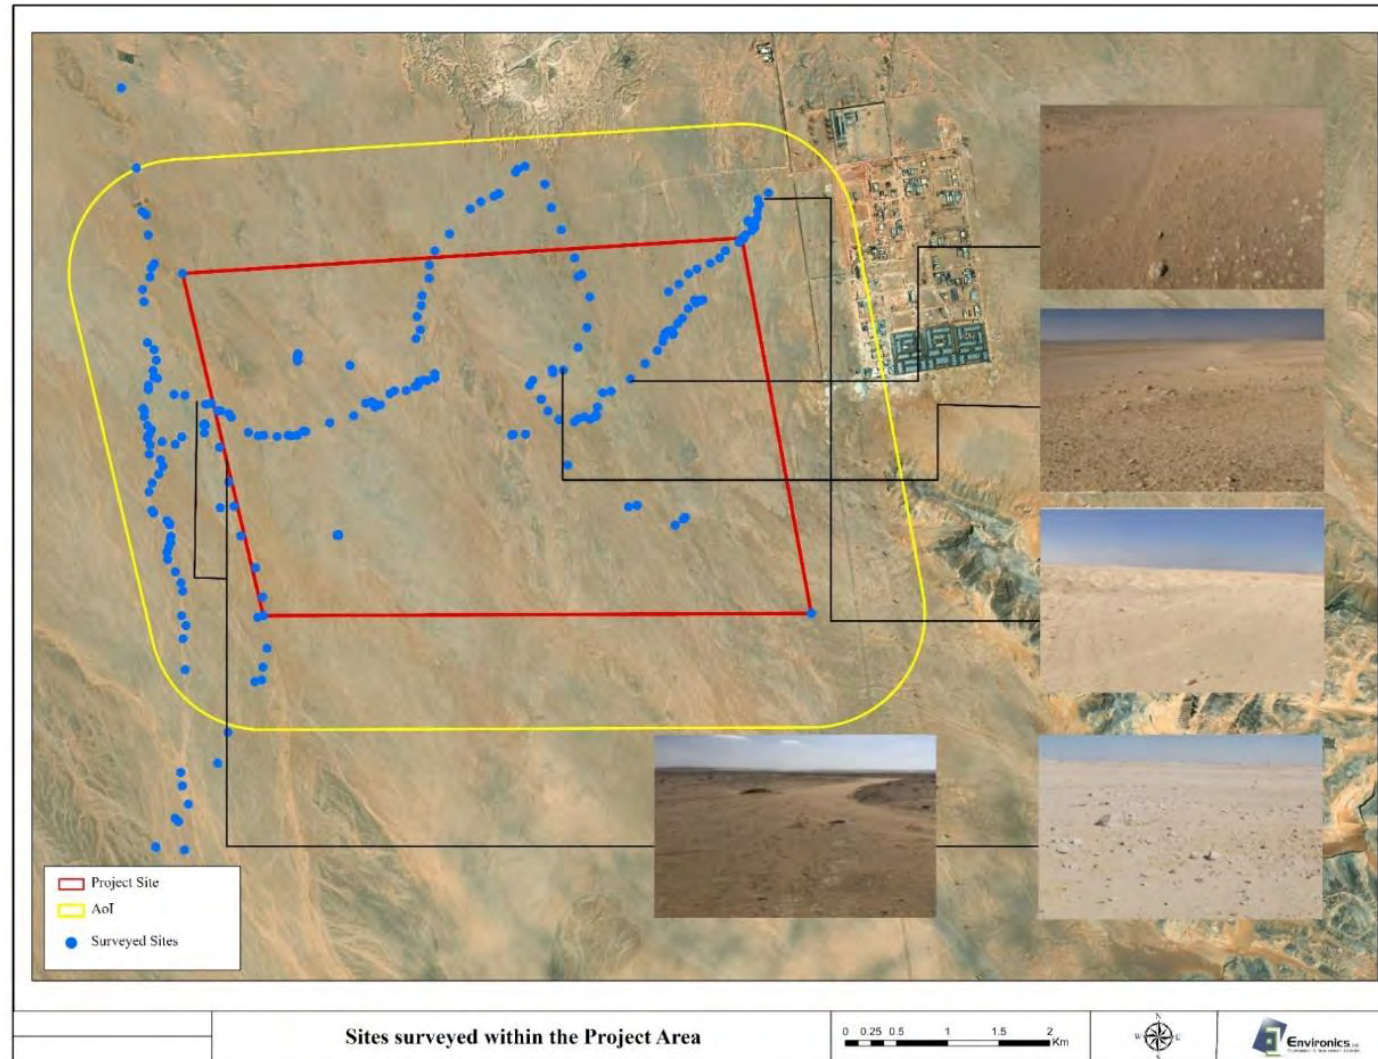 Project Site
AoI
Surveyed Sites
Sites surveyed within the Project Area
0 0.25 0.5 1 1.5 2
Km
N
W E
S
Environics